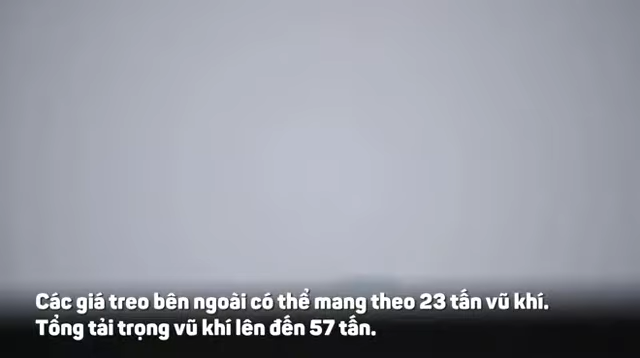 Các giá treo bên ngoài có thể mang theo 23 tấn vũ khí.
Tổng tải trọng vũ khí lên đến 57 tấn.